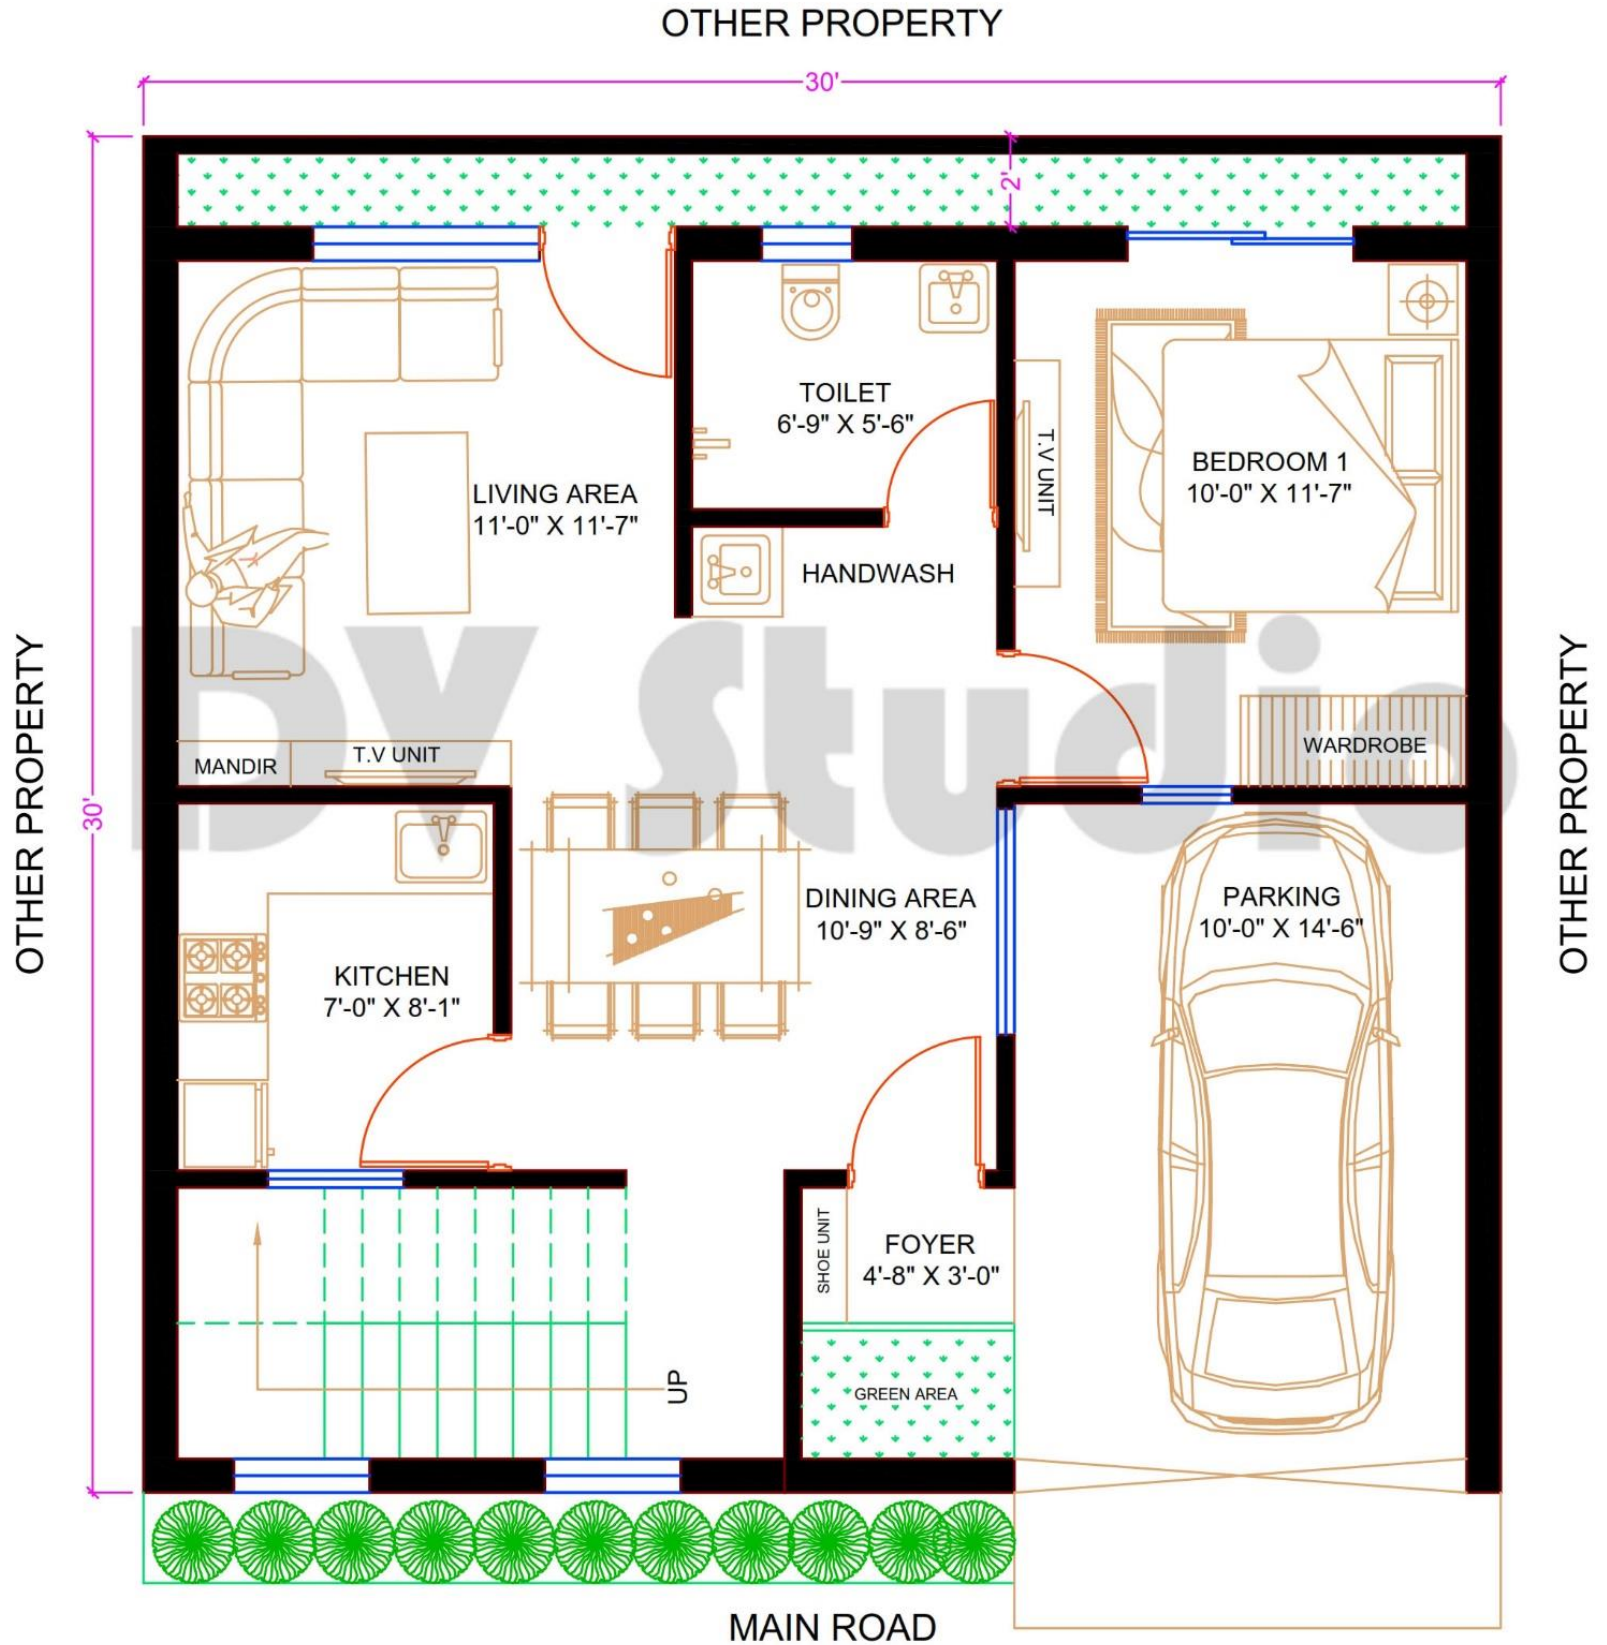 OTHER PROPERTY
30'
2'
TOILET
6'-9" X 5'-6"
BEDROOM 1
10'-0" X 11'-7"
T.V UNIT
LIVING AREA
11'-0" X 11'-7"
HANDWASH
OTHER PROPERTY
OTHER PROPERTY
DV Studio
MANDIR
T.V UNIT
WARDROBE
30'
DINING AREA
10'-9" X 8'-6"
PARKING
10'-0" X 14'-6"
KITCHEN
7'-0" X 8'-1"
SHOE UNIT
FOYER
4'-8" X 3'-0"
UP
GREEN AREA
MAIN ROAD